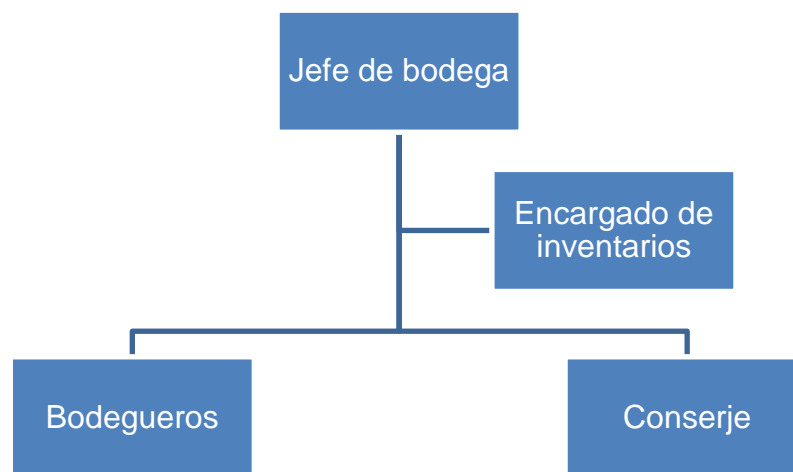 Jefe de bodega
Encargado de
inventarios
Bodegueros
Conserje